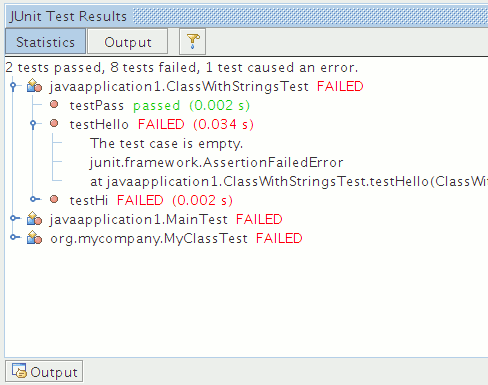 JUnit Test Results
Statistics Output
2 tests passed, 8 tests failed, 1 test caused an error.
javaapplication1.ClassWithStringsTest FAILED
testPass passed (0.002 s)
testHello FAILED (0.034 s)
The test case is empty.
junit.framework.AssertionFailedError
at javaapplication1.ClassWithStringsTest.testHello(ClassWi
testHi FAILED (0.002 s)
javaapplication1.MainTest FAILED
org.mycompany.MyClassTest FAILED
Output